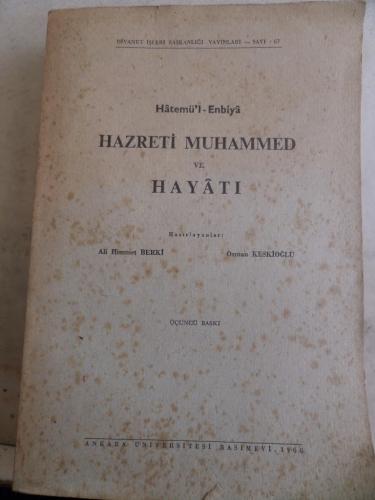 DİYANET İŞLERİ BAŞKANLIĞI YAYINLARI — SAYI : 67
Hâtemü'l-Enbiyâ
HAZRETİ MUHAMMED
VE
HAYÂTI
Hazırlayanlar:
Ali Himmet BERKİ Osman KESKİOĞLU
ÜÇÜNCÜ BASKI
ANKARA ÜNİVERSİTESİ BASIMEVİ, 1966